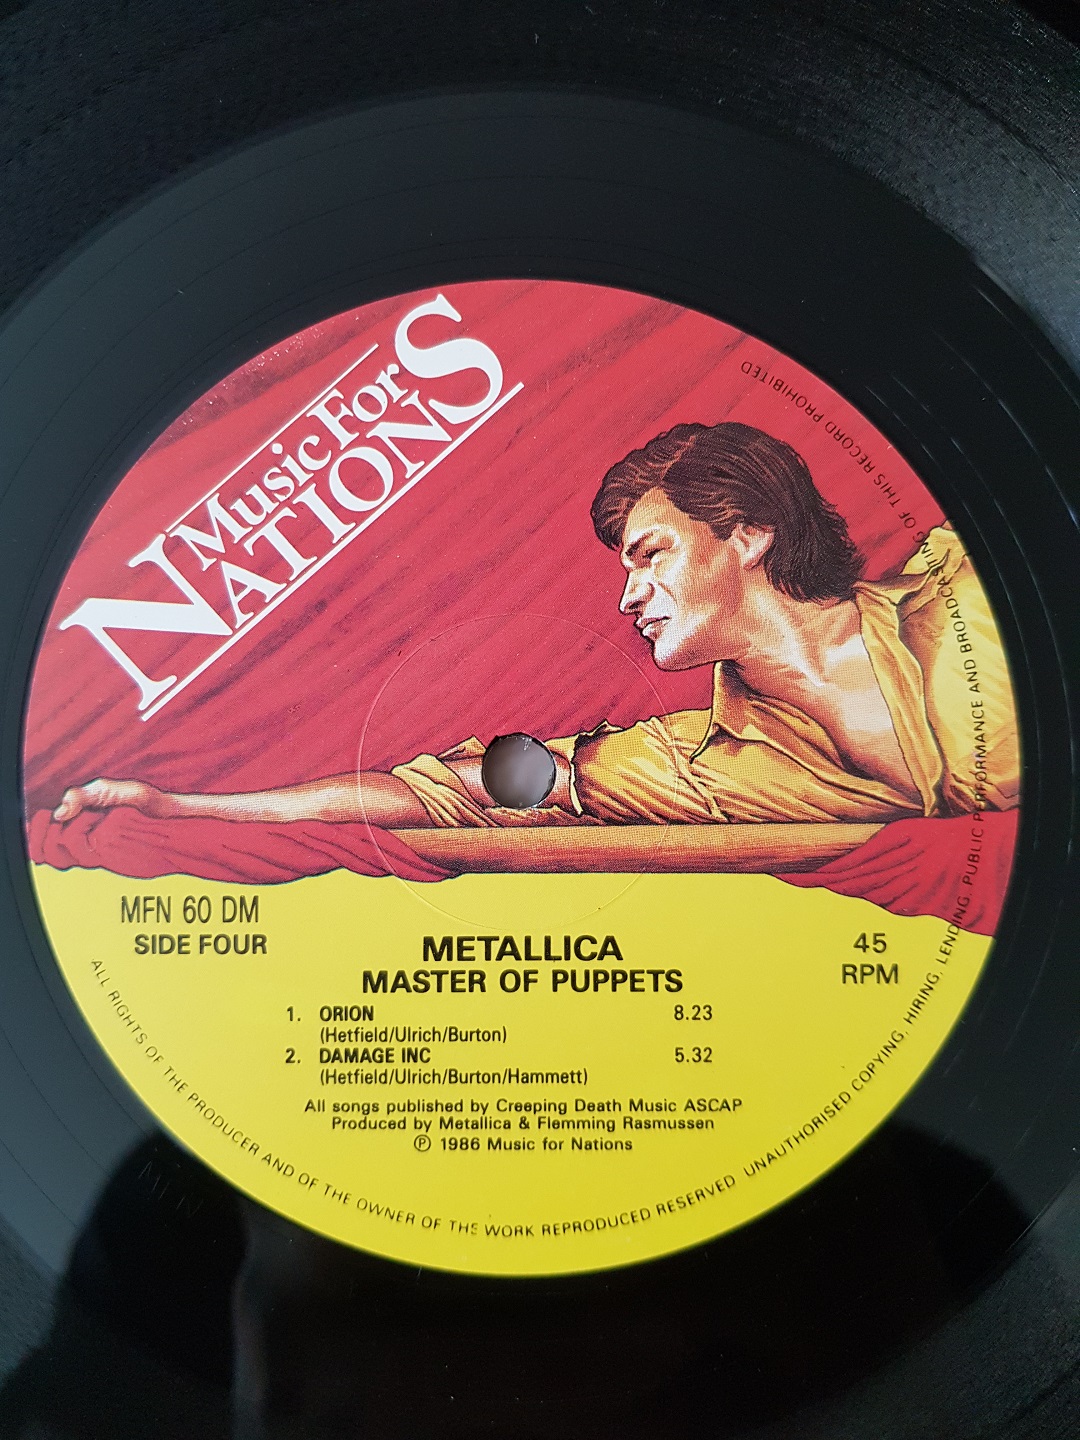 Music For
NATIONS
MFN 60 DM
SIDE FOUR
45
RPM
METALLICA
MASTER OF PUPPETS
1. ORION 8.23
(Hetfield/Ulrich/Burton)
2. DAMAGE INC 5.32
(Hetfield/Ulrich/Burton/Hammett)
All songs published by Creeping Death Music ASCAP
Produced by Metallica & Flemming Rasmussen
℗ 1986 Music for Nations
ALL RIGHTS OF THE PRODUCER AND OF THE OWNER OF THE WORK REPRODUCED RESERVED UNAUTHORISED COPYING, HIRING, LENDING, PUBLIC PERFORMANCE AND BROADCASTING OF THIS RECORD PROHIBITED